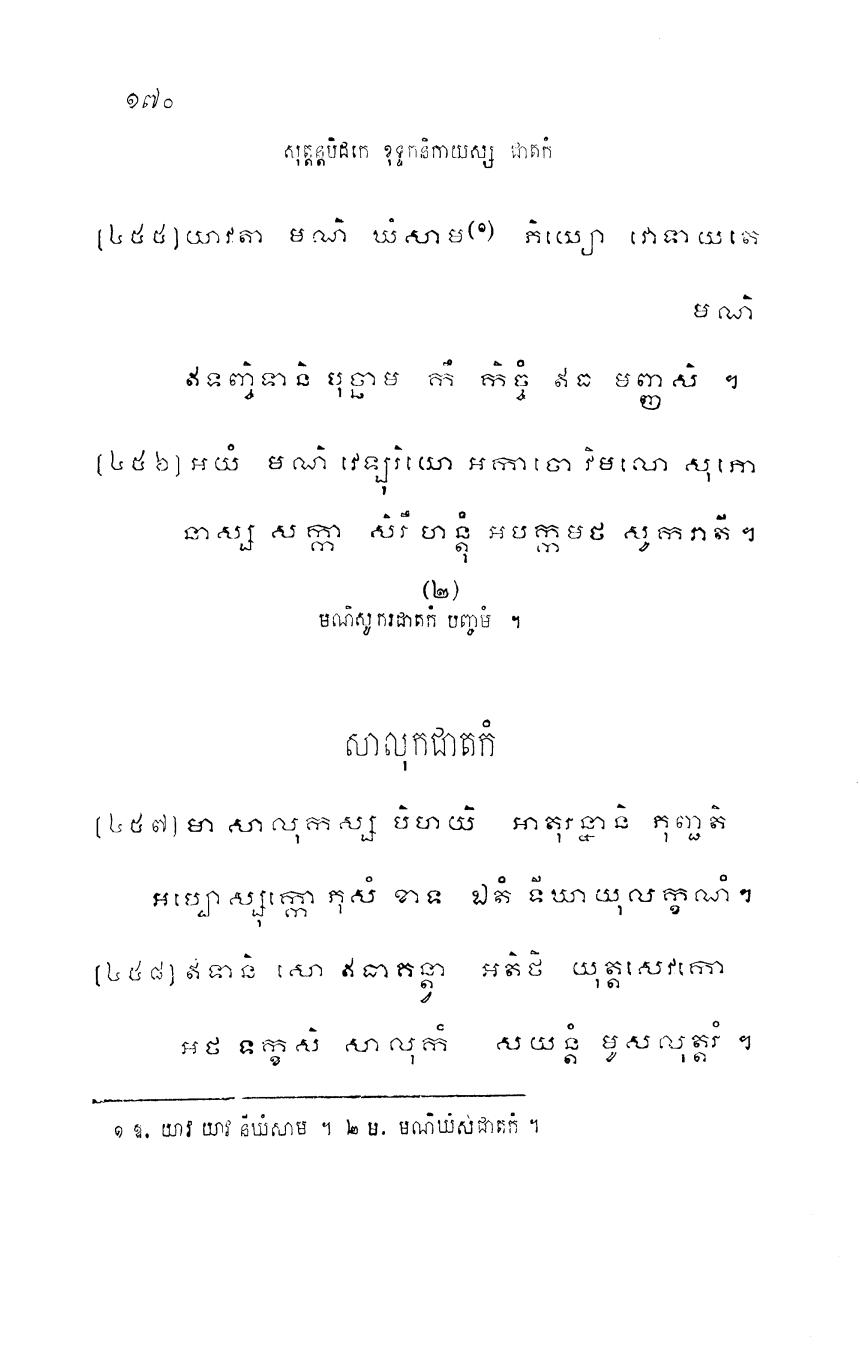 ១៧០
សុត្តន្តបិដកេ ខុទ្ទកនិកាយស្ស ជាតកំ
[៤៥៥] យាវតា មណិ ឃំសាម(១) ភិយ្យោ វោទាយតេ
មណិ
ឥទញ្ចិទានិ បុច្ឆាម កឹ កិច្ចំ ឥធ មញ្ញសិ ។
[៤៥៦] អយំ មណិ វេឡុរិយោ អកាចោ វិមលោ សុភោ
នាស្ស សក្កា សិរឹ ហន្តុំ អបក្កមថ សូករាតិ ។
(២)
មណិសូករជាតកំ បញ្ចមំ ។
សាលុកជាតកំ
[៤៥៧] មា សាលុកស្ស បិហយិ អាតុរន្នានិ ភុញ្ជតិ
អប្បោស្សុក្កោ ភុសំ ខាទ ឯតំ ទីឃាយុលក្ខណំ។
[៤៥៨] ឥទានិ សោ ឥធាគន្ត្វា អតិថិ យុត្តសេវកោ
អថ ទក្ខសិ សាលុកំ សយន្តំ មូសលុត្តរំ ។
១ ឱ. យាវ យាវ និឃំសាម ។ ២ ម. មណិឃំសជាតកំ ។